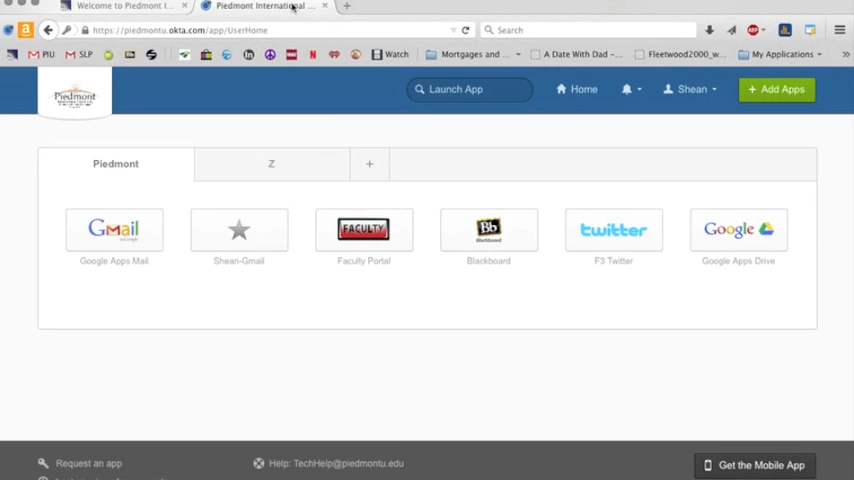 Welcome to Piedmont I...
Piedmont International ...
https://piedmontu.okta.com/app/UserHome
Search
PIU
SLP
Watch
Mortgages and ...
A Date With Dad –...
Fleetwood2000_w...
My Applications
Piedmont
Launch App
Home
Shean
+ Add Apps
Piedmont
Z
+
Gmail
by Google
FACULTY
Bb
Blackboard
twitter
Google
Google Apps Mail
Shean-Gmail
Faculty Portal
Blackboard
F3 Twitter
Google Apps Drive
Request an app
Help: TechHelp@piedmontu.edu
Get the Mobile App